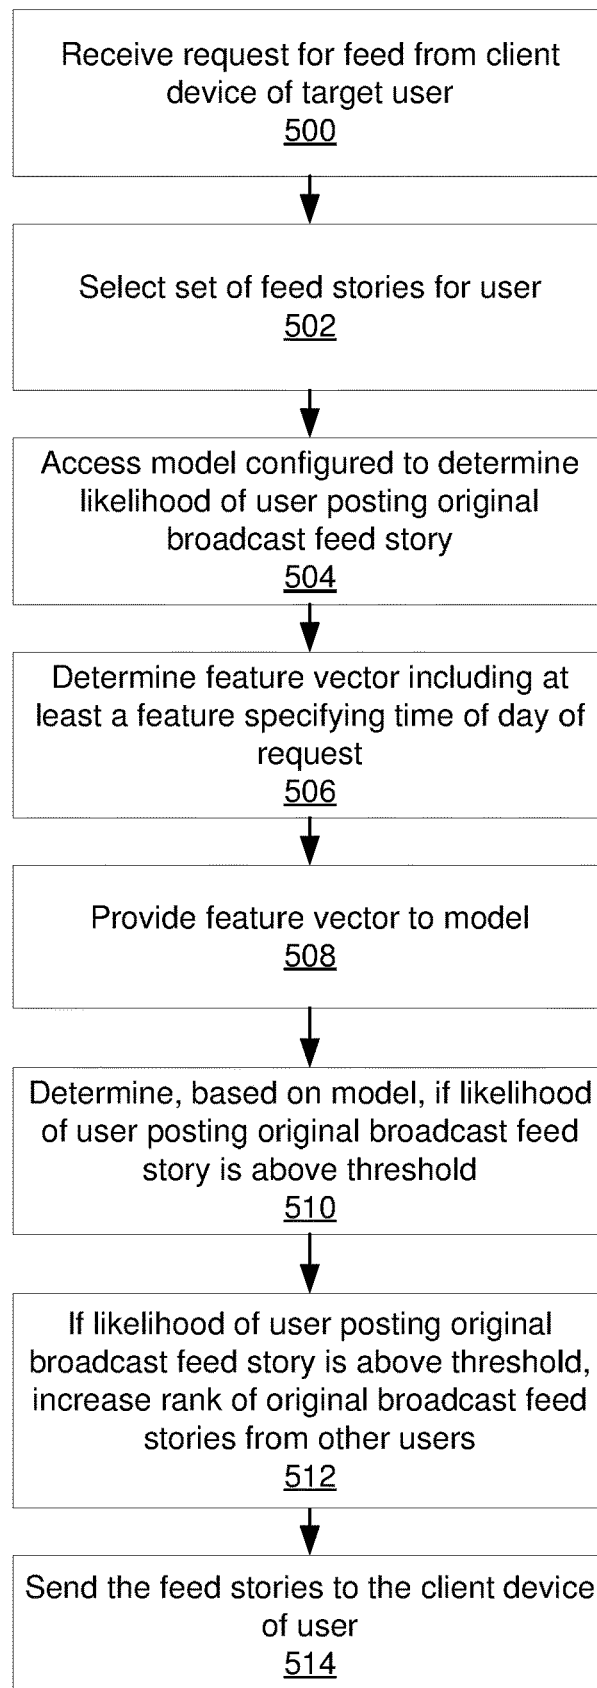 Receive request for feed from client
device of target user
500
Select set of feed stories for user
502
Access model configured to determine
likelihood of user posting original
broadcast feed story
504
Determine feature vector including at
least a feature specifying time of day of
request
506
Provide feature vector to model
508
Determine, based on model, if likelihood
of user posting original broadcast feed
story is above threshold
510
If likelihood of user posting original
broadcast feed story is above threshold,
increase rank of original broadcast feed
stories from other users
512
Send the feed stories to the client device
of user
514